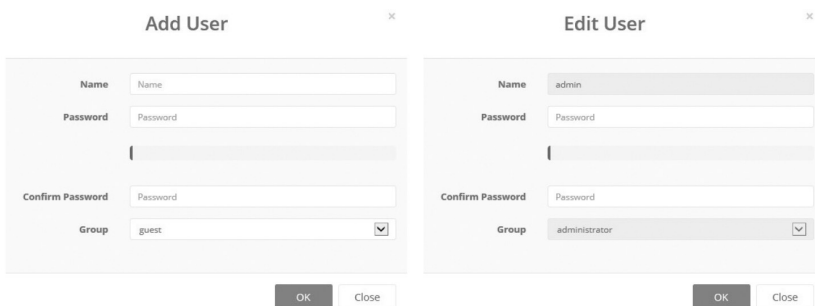 Add User
×
Name
Name
Password
Password
Confirm Password
Password
Group
guest
OK
Close
Edit User
×
Name
admin
Password
Password
Confirm Password
Password
Group
administrator
OK
Close